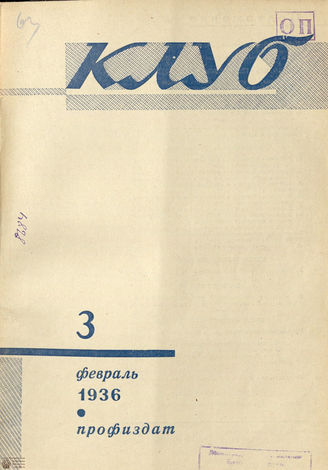 ОП
КЛУБ
3
февраль
1936
профиздат